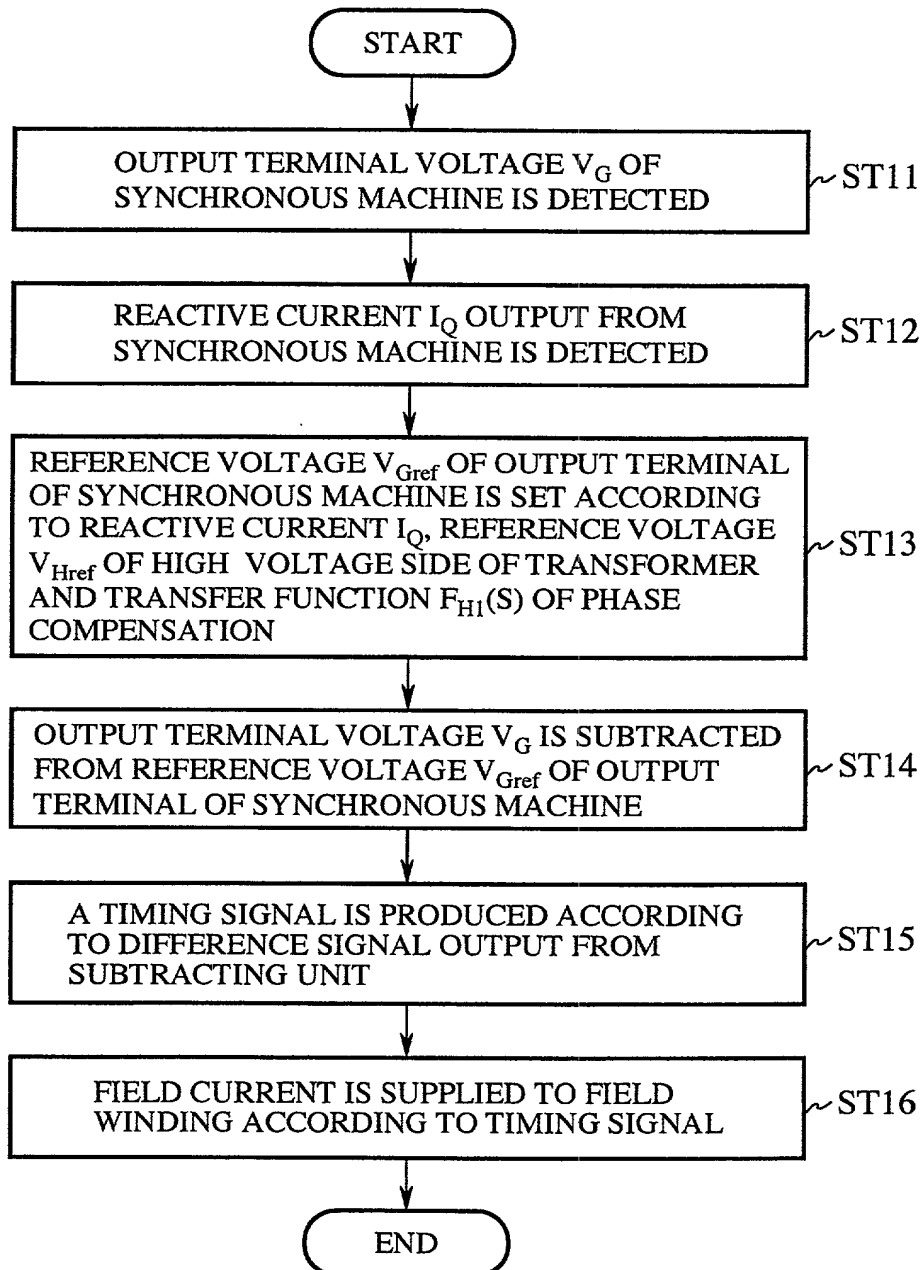 START
OUTPUT TERMINAL VOLTAGE V_G OF
SYNCHRONOUS MACHINE IS DETECTED
ST11
REACTIVE CURRENT I_Q OUTPUT FROM
SYNCHRONOUS MACHINE IS DETECTED
ST12
REFERENCE VOLTAGE V_Gref OF OUTPUT TERMINAL
OF SYNCHRONOUS MACHINE IS SET ACCORDING
TO REACTIVE CURRENT I_Q, REFERENCE VOLTAGE
V_Href OF HIGH VOLTAGE SIDE OF TRANSFORMER
AND TRANSFER FUNCTION F_H1(S) OF PHASE
COMPENSATION
ST13
OUTPUT TERMINAL VOLTAGE V_G IS SUBTRACTED
FROM REFERENCE VOLTAGE V_Gref OF OUTPUT
TERMINAL OF SYNCHRONOUS MACHINE
ST14
A TIMING SIGNAL IS PRODUCED ACCORDING
TO DIFFERENCE SIGNAL OUTPUT FROM
SUBTRACTING UNIT
ST15
FIELD CURRENT IS SUPPLIED TO FIELD
WINDING ACCORDING TO TIMING SIGNAL
ST16
END